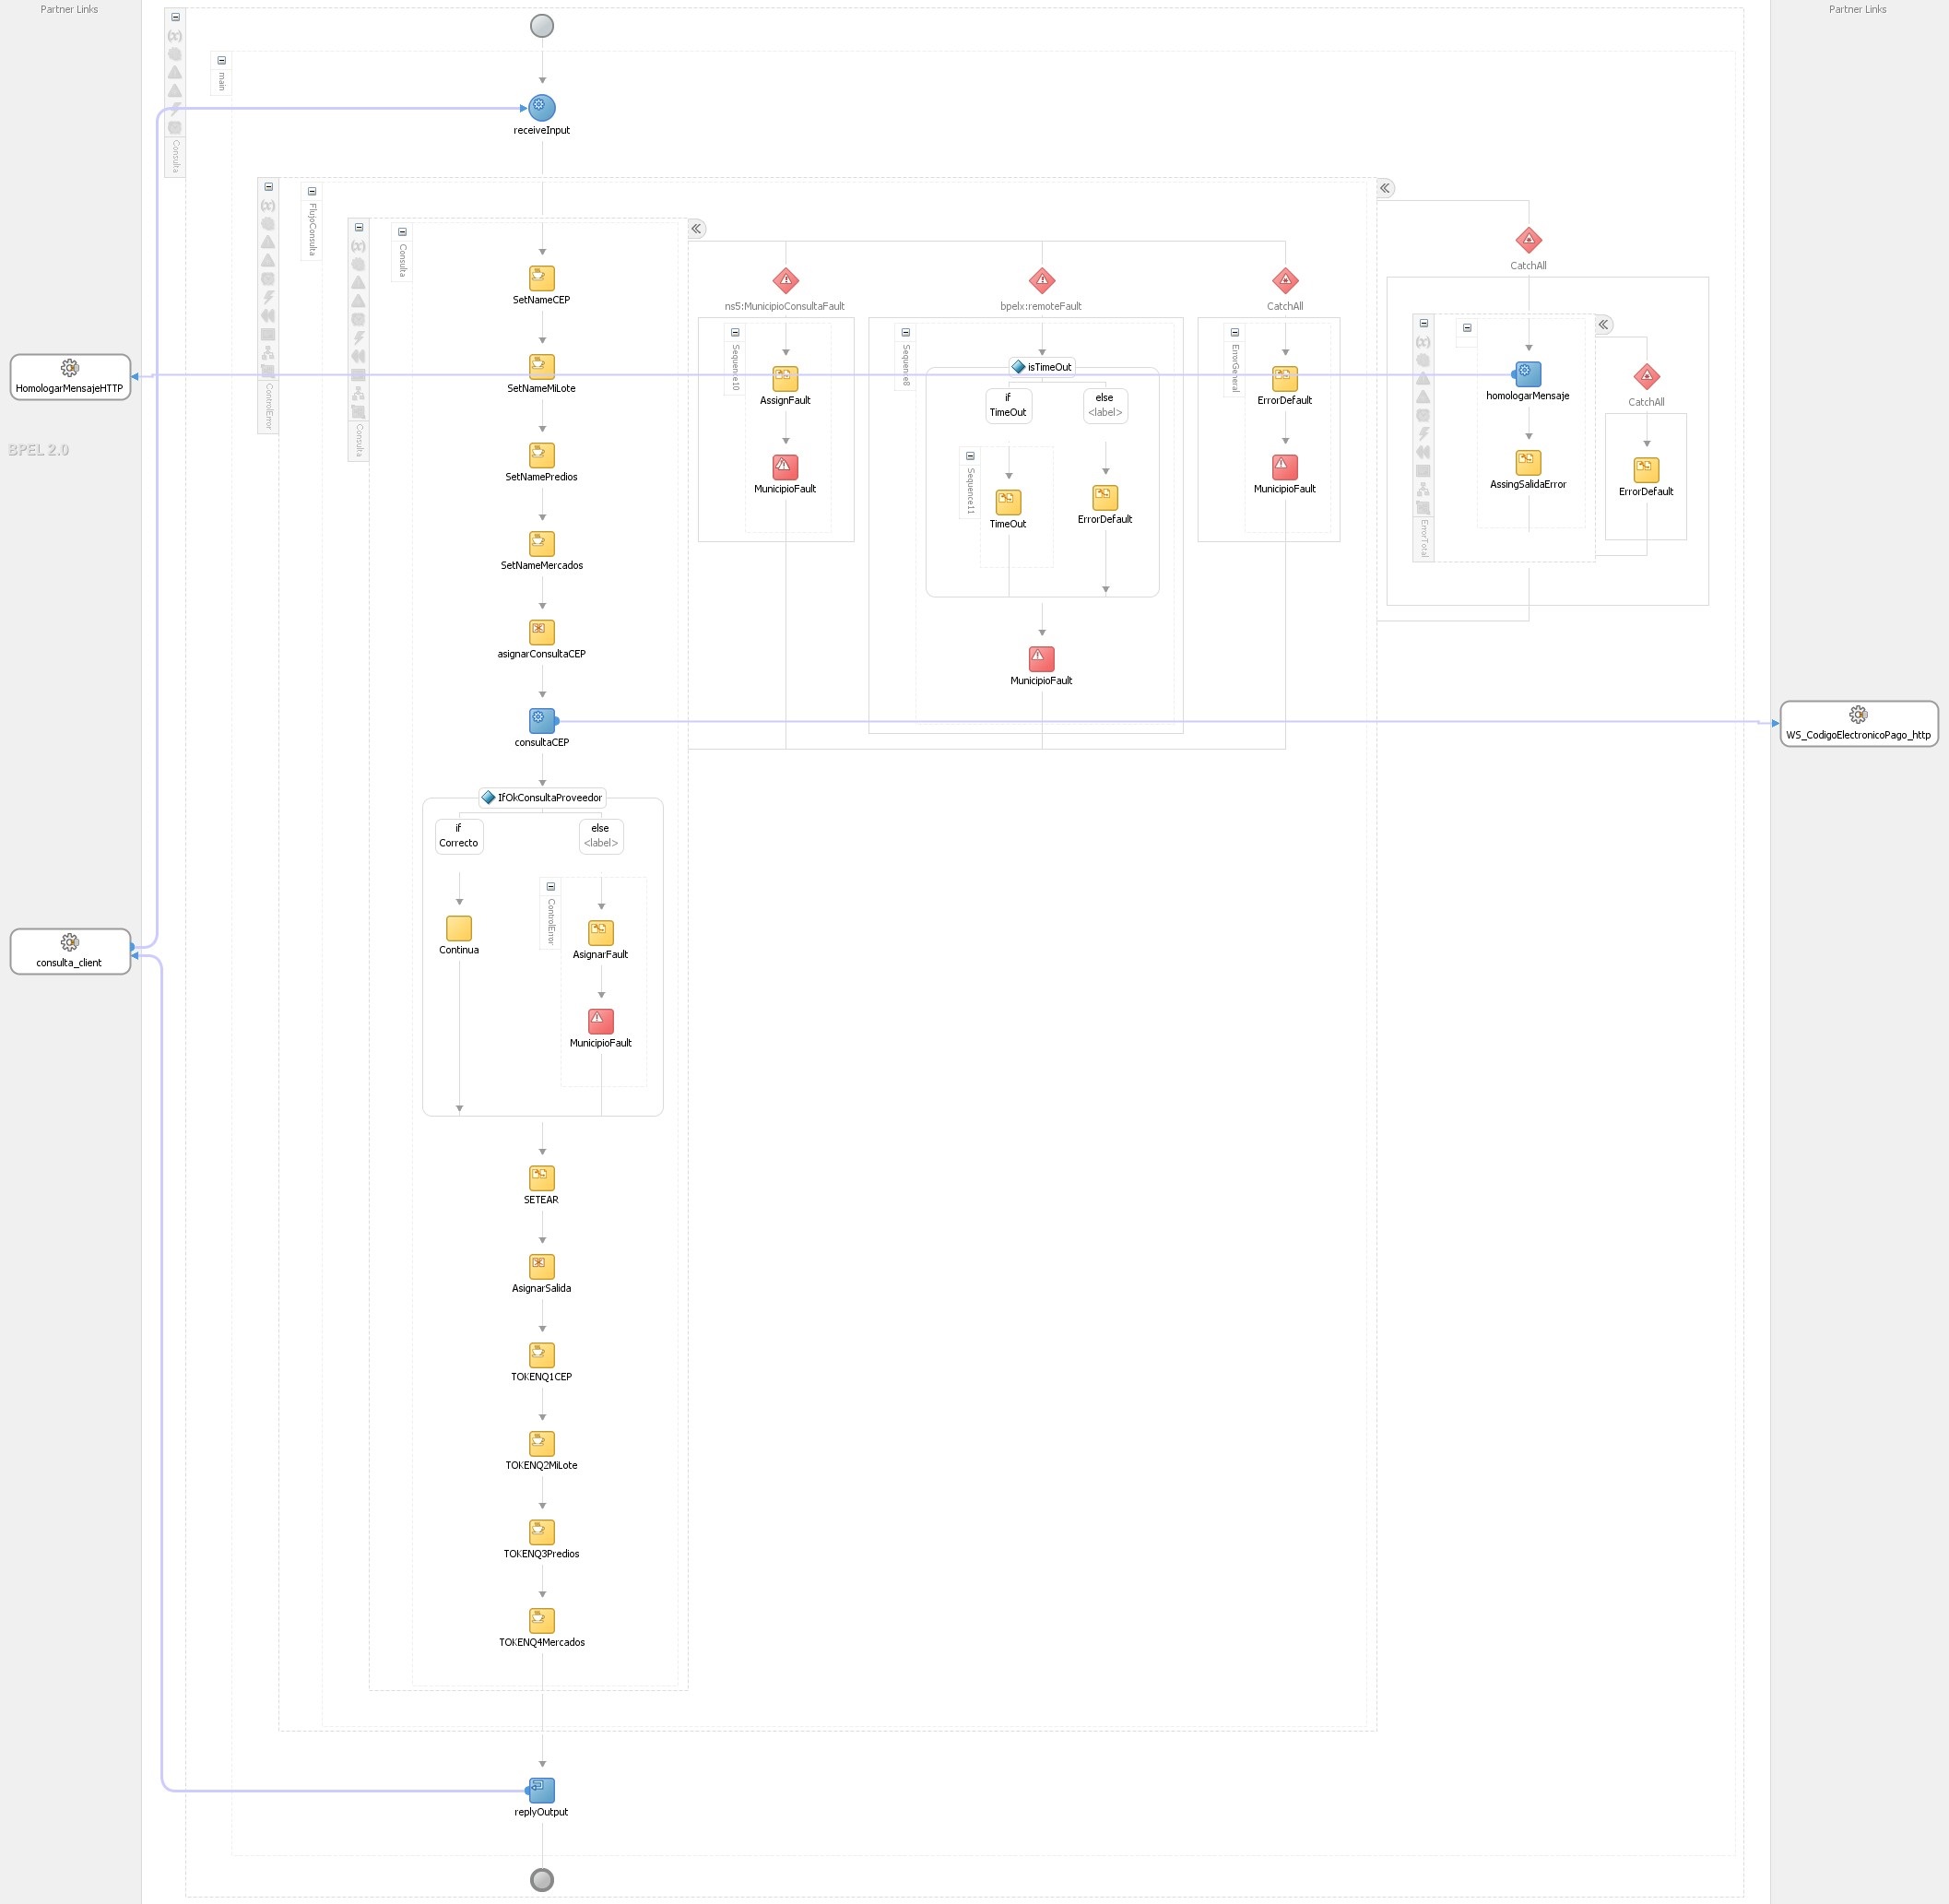 Partner Links
Partner Links
Consulta
main
receiveInput
ControlError
FlujoConsulta
Consulta
Consulta
SetNameCEP
SetNameMiLote
SetNamePredios
SetNameMercados
asignarConsultaCEP
consultaCEP
IfOkConsultaProveedor
if
Correcto
else
<label>
Continua
ControlError
AsignarFault
MunicipioFault
SETEAR
AsignarSalida
TOKENQ1CEP
TOKENQ2MiLote
TOKENQ3Predios
TOKENQ4Mercados
replyOutput
ns5:MunicipioConsultaFault
Sequence10
AssignFault
MunicipioFault
bpelx:remoteFault
Sequence8
isTimeOut
if
TimeOut
else
<label>
Sequence11
TimeOut
ErrorDefault
MunicipioFault
CatchAll
ErrorGeneral
ErrorDefault
MunicipioFault
CatchAll
ErrorTotal
homologarMensaje
AssingSalidaError
CatchAll
ErrorDefault
HomologarMensajeHTTP
BPEL 2.0
consulta_client
WS_CodigoElectronicoPago_http